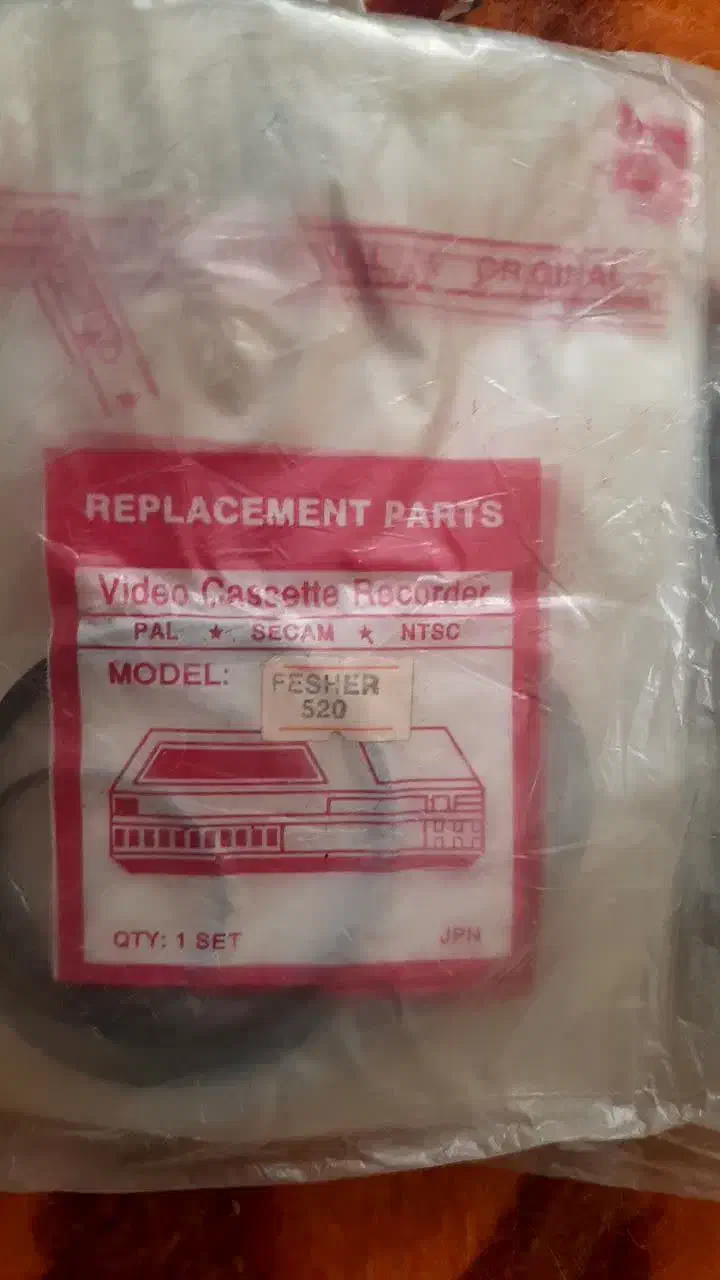 ORIGINAL
REPLACEMENT PARTS
Video Cassette Recorder
PAL ★ SECAM ★ NTSC
MODEL: FESHER
520
QTY: 1 SET
JPN